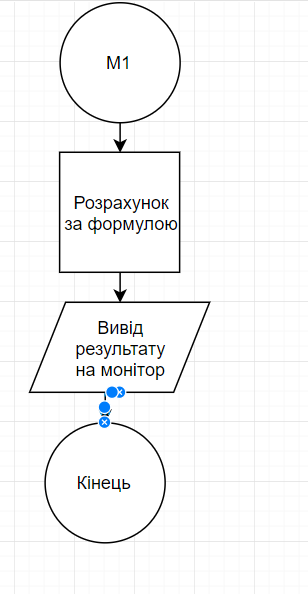 М1
Розрахунок
за формулою
Вивід
результату
на монітор
Кінець